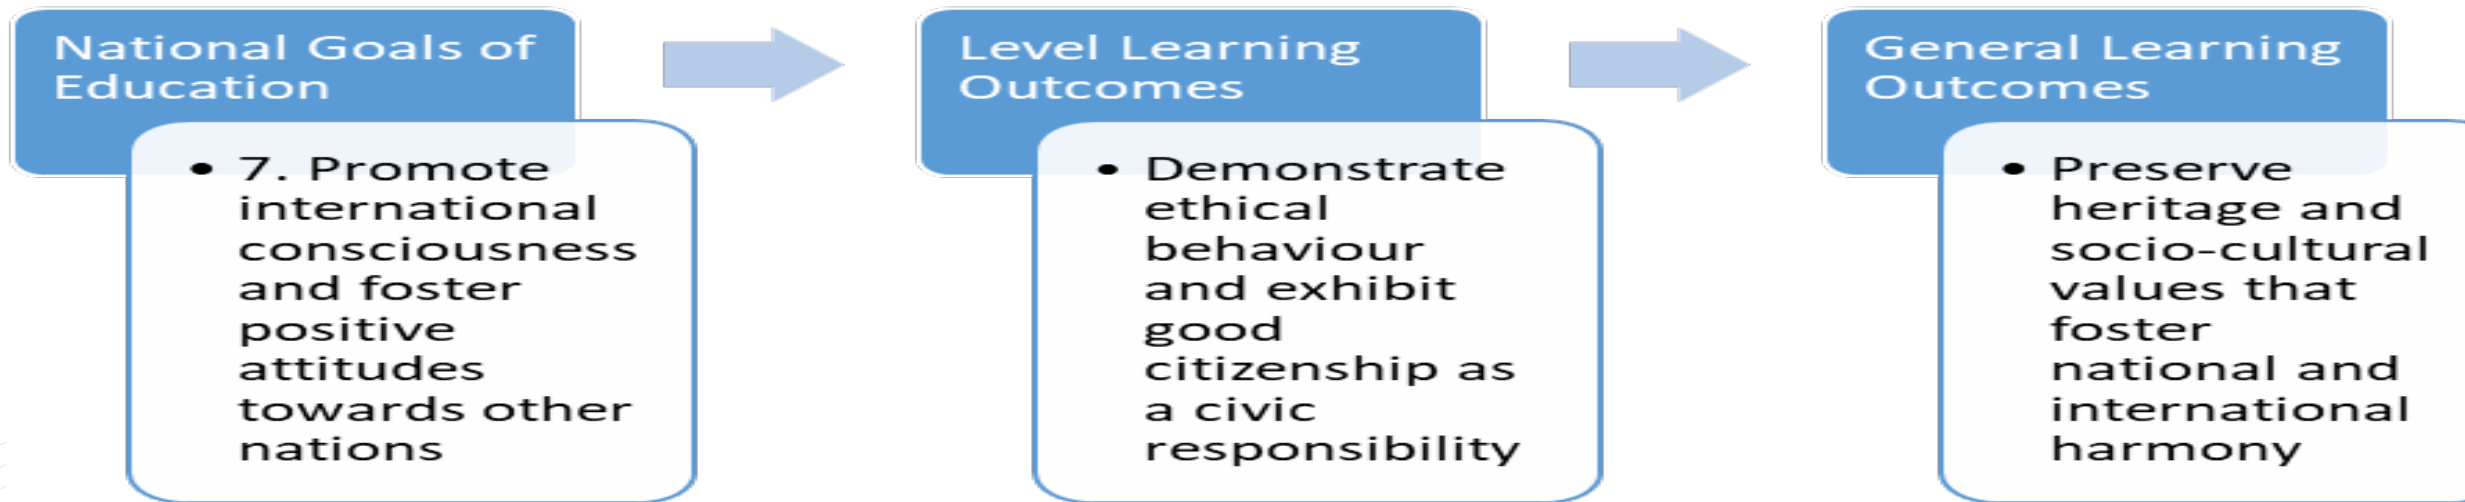 National Goals of
Education
• 7. Promote
international
consciousness
and foster
positive
attitudes
towards other
nations
Level Learning
Outcomes
• Demonstrate
ethical
behaviour
and exhibit
good
citizenship as
a civic
responsibility
General Learning
Outcomes
• Preserve
heritage and
socio-cultural
values that
foster
national and
international
harmony